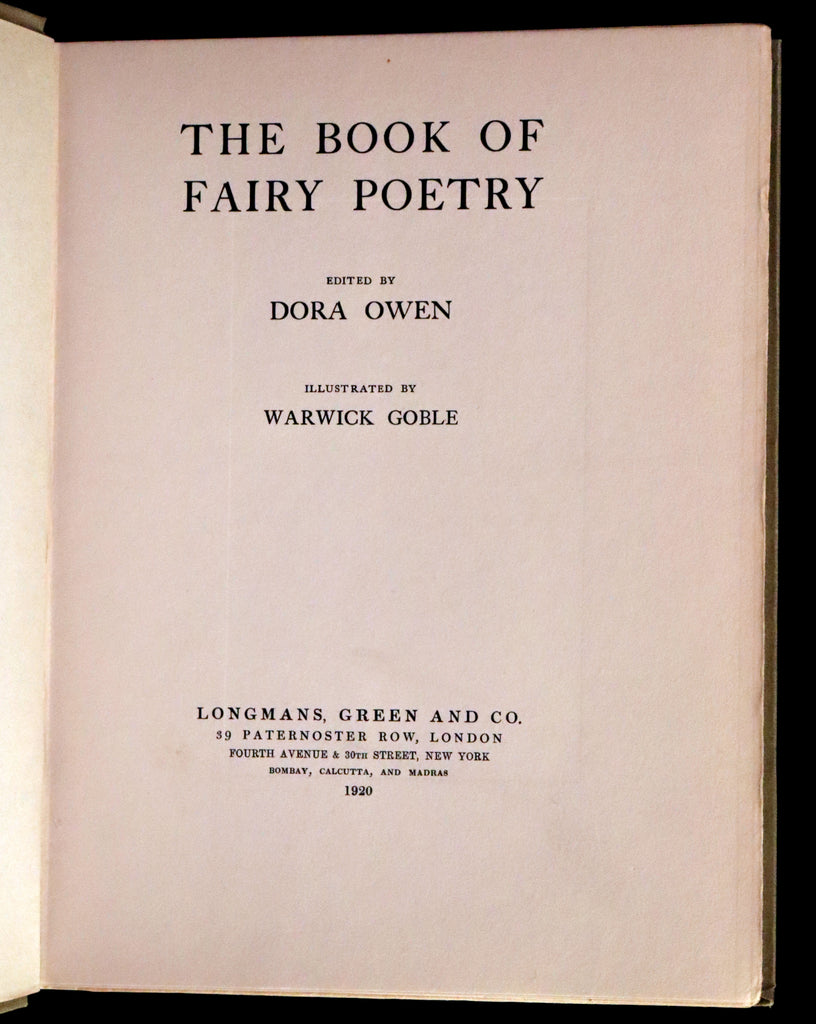 THE BOOK OF
FAIRY POETRY
EDITED BY
DORA OWEN
ILLUSTRATED BY
WARWICK GOBLE
LONGMANS, GREEN AND CO.
39 PATERNOSTER ROW, LONDON
FOURTH AVENUE & 30TH STREET, NEW YORK
BOMBAY, CALCUTTA, AND MADRAS
1920